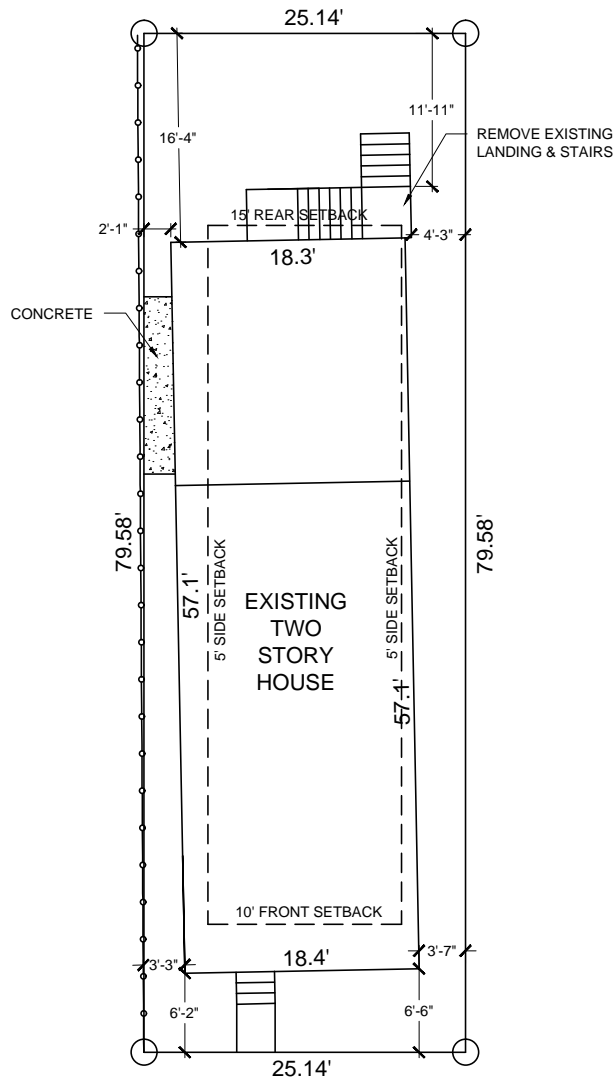 25.14'
11'-11"
16'-4"
REMOVE EXISTING
LANDING & STAIRS
15' REAR SETBACK
2'-1"
4'-3"
18.3'
CONCRETE
79.58'
57.1'
5' SIDE SETBACK
EXISTING
TWO
STORY
HOUSE
5' SIDE SETBACK
57.1'
79.58'
10' FRONT SETBACK
3'-3"
18.4'
3'-7"
6'-2"
6'-6"
25.14'